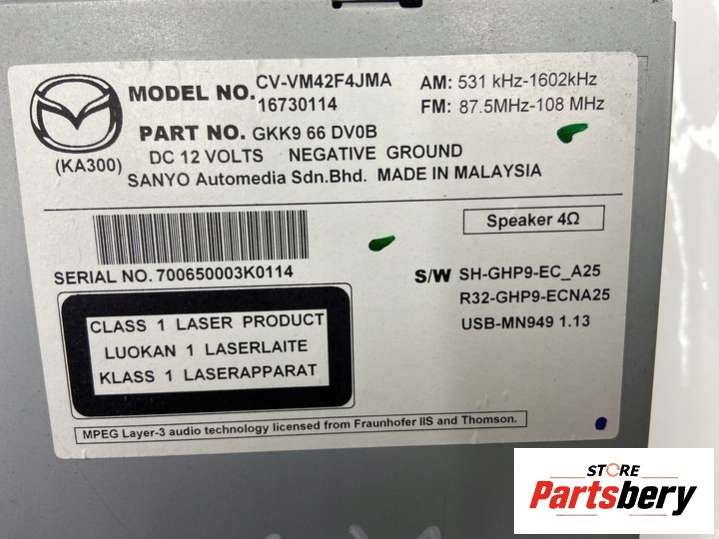 MODEL NO. CV-VM42F4JMA
16730114
AM: 531 kHz-1602kHz
FM: 87.5MHz-108 MHz
(KA300)
PART NO. GKK9 66 DV0B
DC 12 VOLTS NEGATIVE GROUND
SANYO Automedia Sdn.Bhd. MADE IN MALAYSIA
Speaker 4Ω
SERIAL NO. 700650003K0114
S/W SH-GHP9-EC_A25
R32-GHP9-ECNA25
USB-MN949 1.13
CLASS 1 LASER PRODUCT
LUOKAN 1 LASERLAITE
KLASS 1 LASERAPPARAT
MPEG Layer-3 audio technology licensed from Fraunhofer IIS and Thomson.
STORE
Partsbery